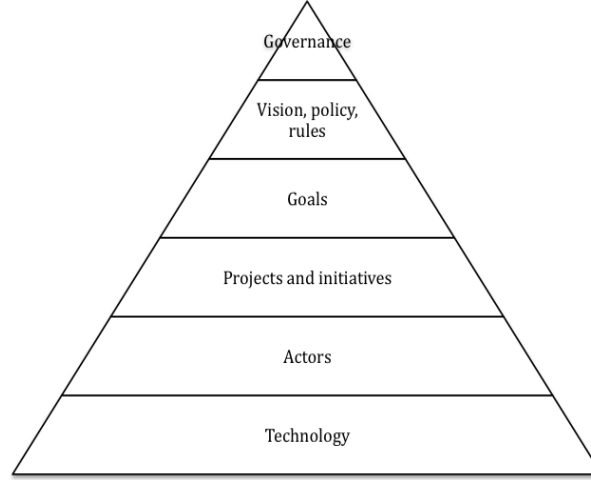 Governance
Vision, policy,
rules
Goals
Projects and initiatives
Actors
Technology